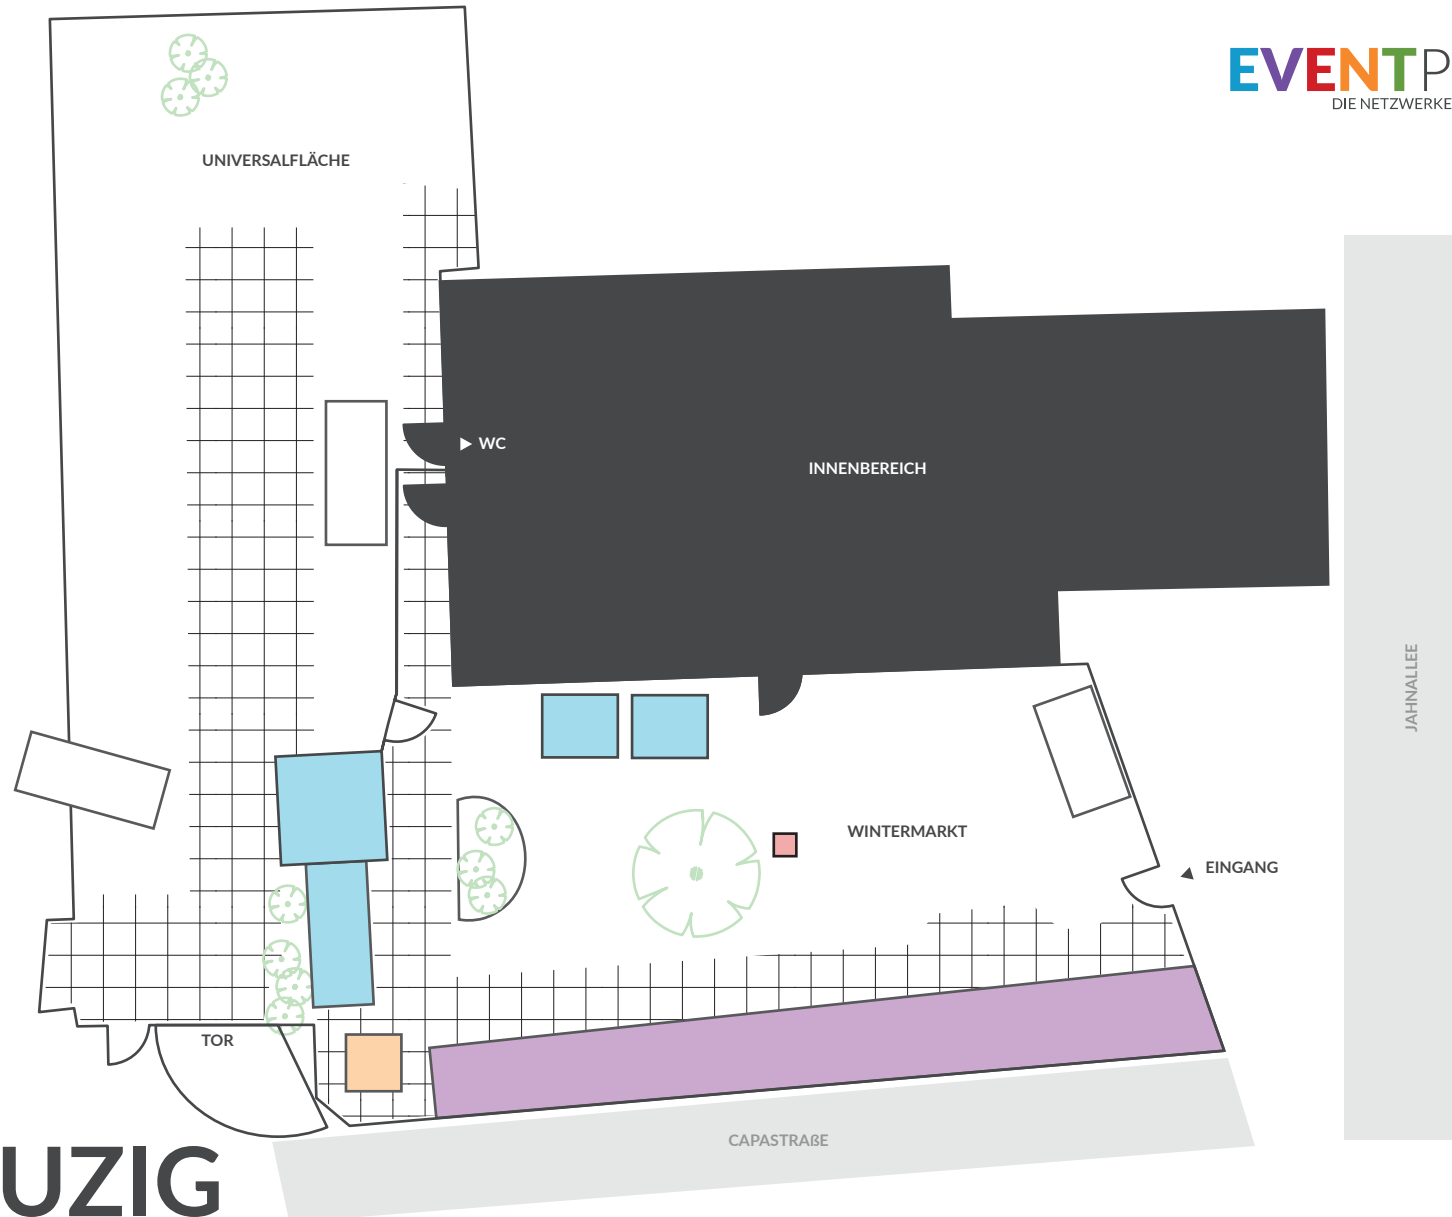 EVENTP
DIE NETZWERKE
UNIVERSALFLÄCHE
WC
INNENBEREICH
JAHNALLEE
WINTERMARKT
EINGANG
TOR
CAPASTRAßE
UZIG